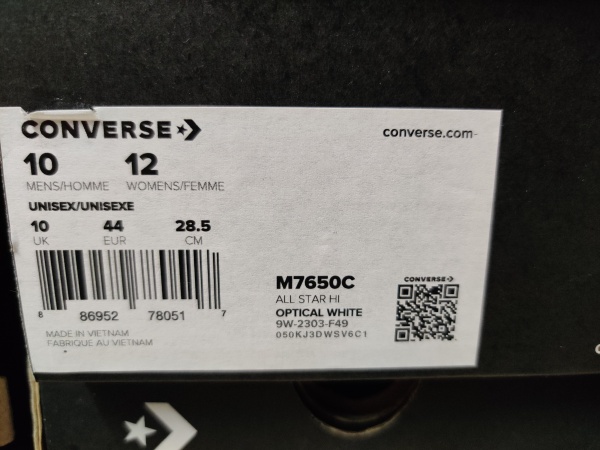 CONVERSE
converse.com
10 12
MENS/HOMME WOMENS/FEMME
UNISEX/UNISEXE
10 44 28.5
UK EUR CM
8 86952 78051 7
MADE IN VIETNAM
FABRIQUE AU VIETNAM
M7650C
ALL STAR HI
OPTICAL WHITE
9W-2303-F49
050KJ3DWSV6C1
CONVERSE